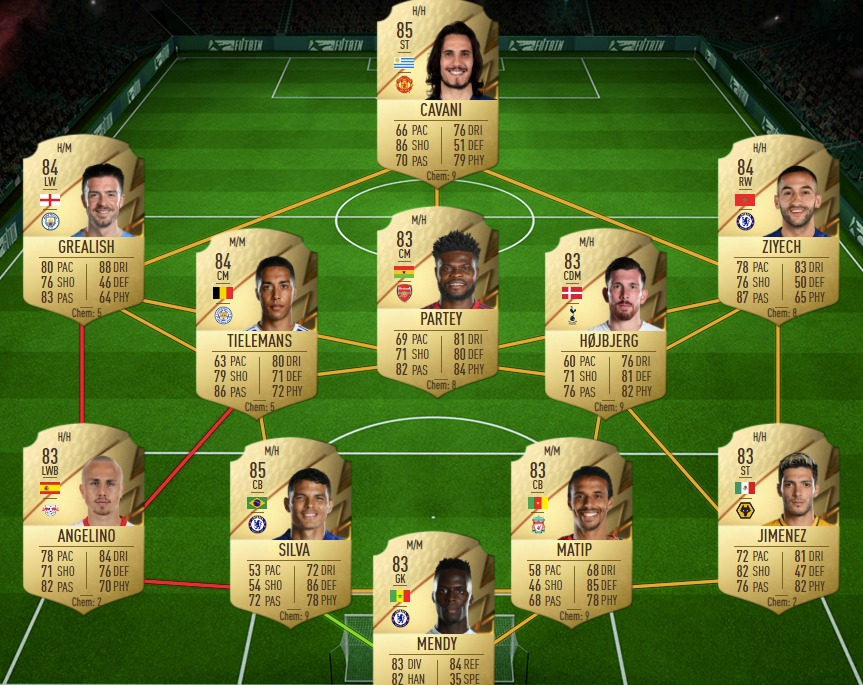 FUTBIN
FUTBIN
H/H
85
ST
CAVANI
66 PAC 76 DRI
86 SHO 51 DEF
70 PAS 79 PHY
Chem: 9
H/M
84
LW
GREALISH
80 PAC 88 DRI
76 SHO 46 DEF
83 PAS 64 PHY
Chem: 5
H/H
84
RW
ZIYECH
78 PAC 83 DRI
76 SHO 50 DEF
87 PAS 65 PHY
Chem: 8
M/M
84
CM
TIELEMANS
63 PAC 80 DRI
79 SHO 71 DEF
86 PAS 72 PHY
Chem: 5
M/H
83
CM
PARTEY
69 PAC 81 DRI
71 SHO 80 DEF
82 PAS 84 PHY
Chem: 8
M/H
83
CDM
HØJBJERG
60 PAC 76 DRI
71 SHO 81 DEF
76 PAS 82 PHY
Chem: 9
H/H
83
LWB
ANGELINO
78 PAC 84 DRI
71 SHO 76 DEF
82 PAS 70 PHY
Chem: 2
M/H
85
CB
SILVA
53 PAC 72 DRI
54 SHO 86 DEF
72 PAS 78 PHY
Chem: 9
M/M
83
CB
MATIP
58 PAC 68 DRI
46 SHO 85 DEF
68 PAS 78 PHY
Chem: 9
H/H
83
ST
JIMENEZ
72 PAC 81 DRI
82 SHO 47 DEF
76 PAS 82 PHY
Chem: 2
M/M
83
GK
MENDY
83 DIV 84 REF
82 HAN 35 SPE